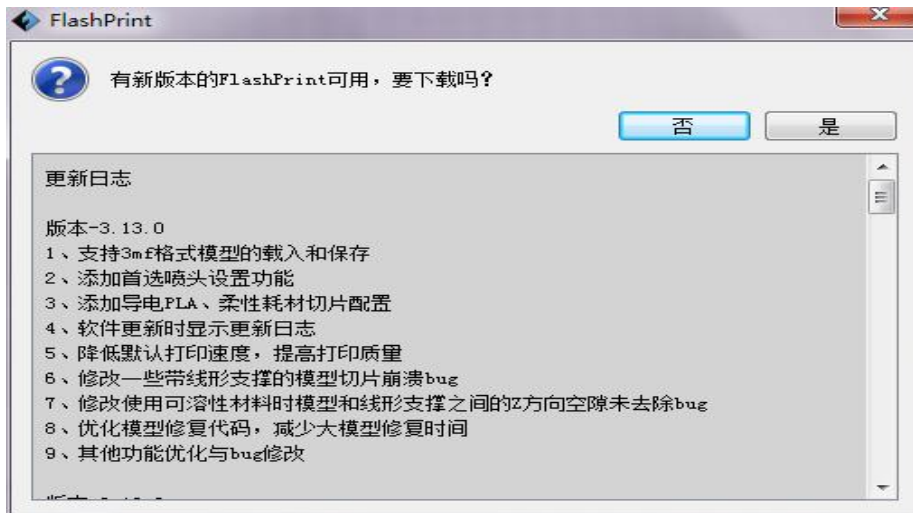 FlashPrint
有新版本的FlashPrint可用，要下载吗?
否
是
更新日志
版本-3.13.0
1、支持3mf格式模型的载入和保存
2、添加首选喷头设置功能
3、添加导电PLA、柔性耗材切片配置
4、软件更新时显示更新日志
5、降低默认打印速度，提高打印质量
6、修改一些带线形支撑的模型切片崩溃bug
7、修改使用可溶性材料时模型和线形支撑之间的Z方向空隙未去除bug
8、优化模型修复代码，减少大模型修复时间
9、其他功能优化与bug修改